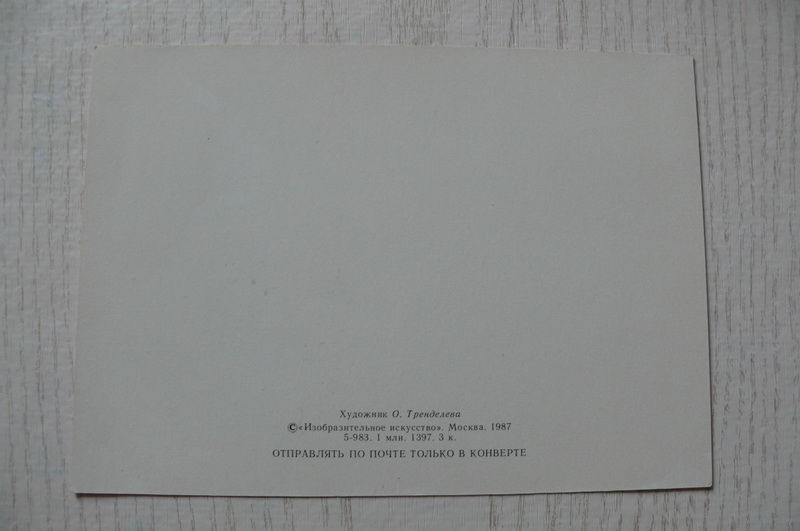 Художник О. Тренделева
©«Изобразительное искусство». Москва. 1987
5-983. 1 млн. 1397. 3 к.
ОТПРАВЛЯТЬ ПО ПОЧТЕ ТОЛЬКО В КОНВЕРТЕ